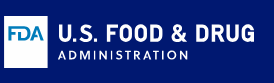 FDA
U.S. FOOD & DRUG
ADMINISTRATION